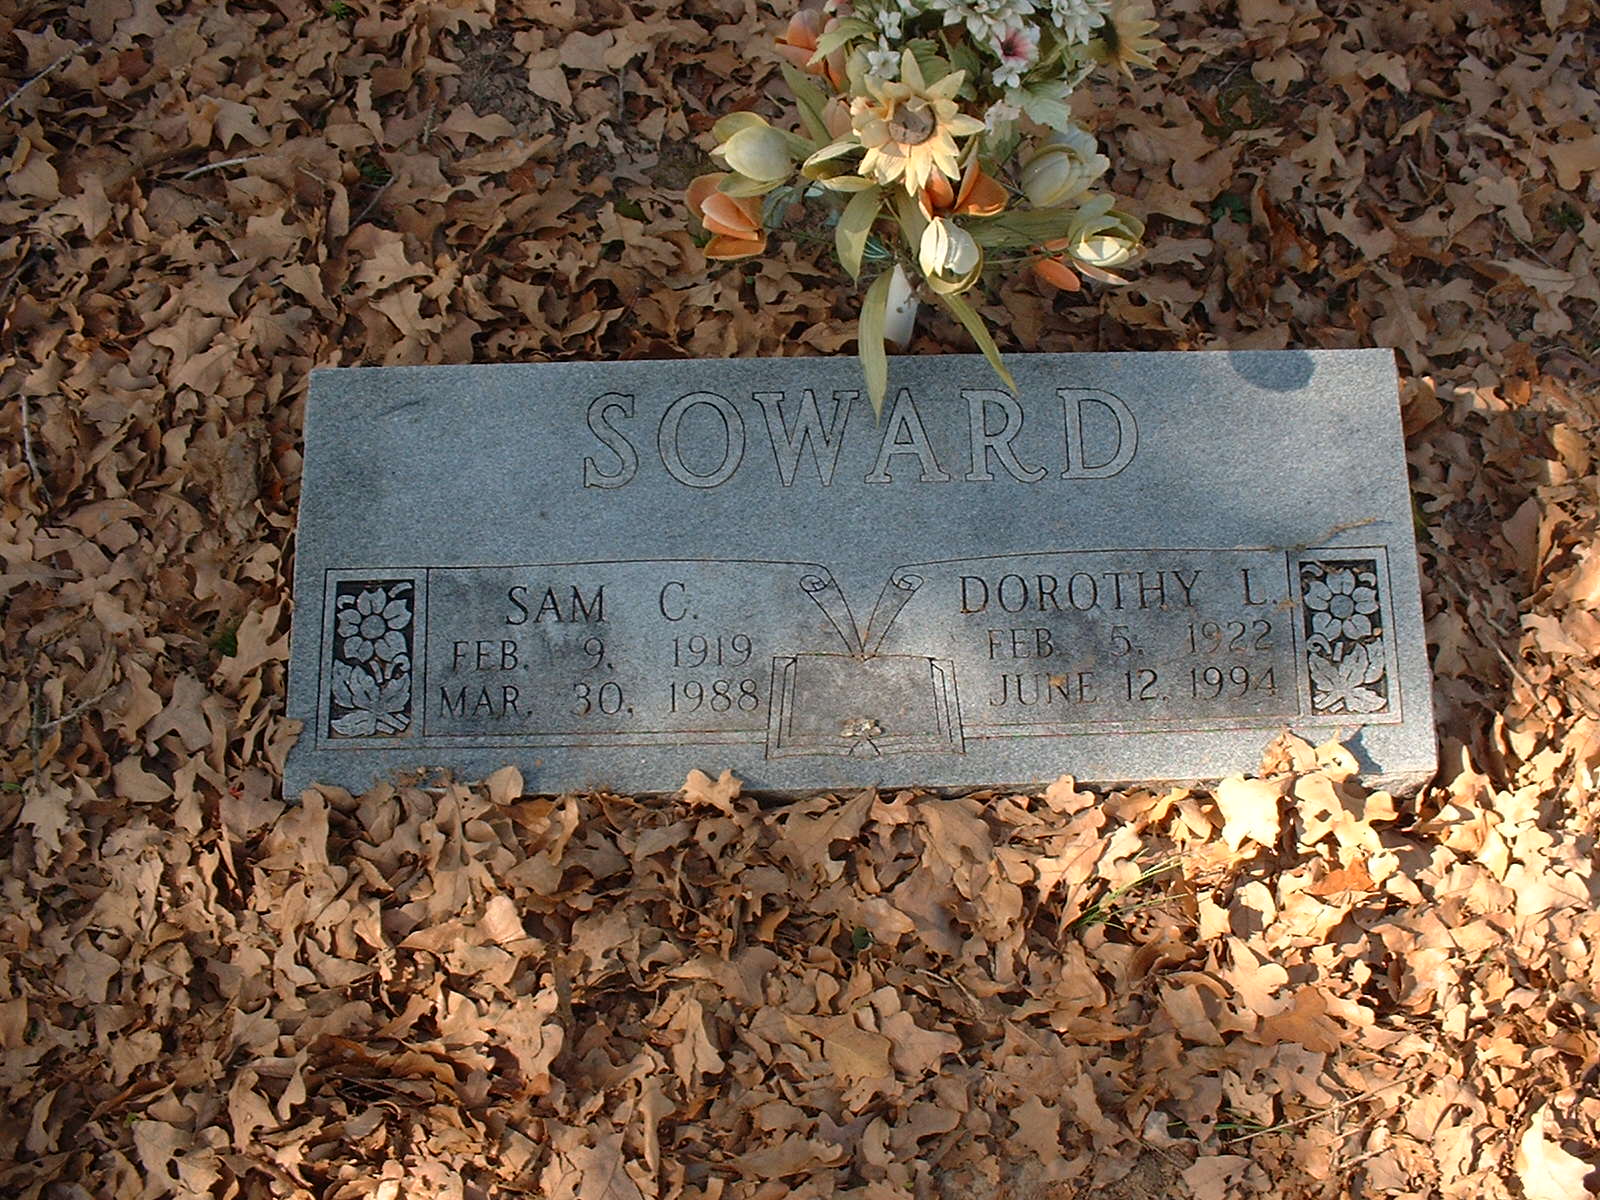 SOWARD
SAM C.
FEB. 9, 1919
MAR. 30, 1988
DOROTHY L.
FEB. 5, 1922
JUNE 12, 1994